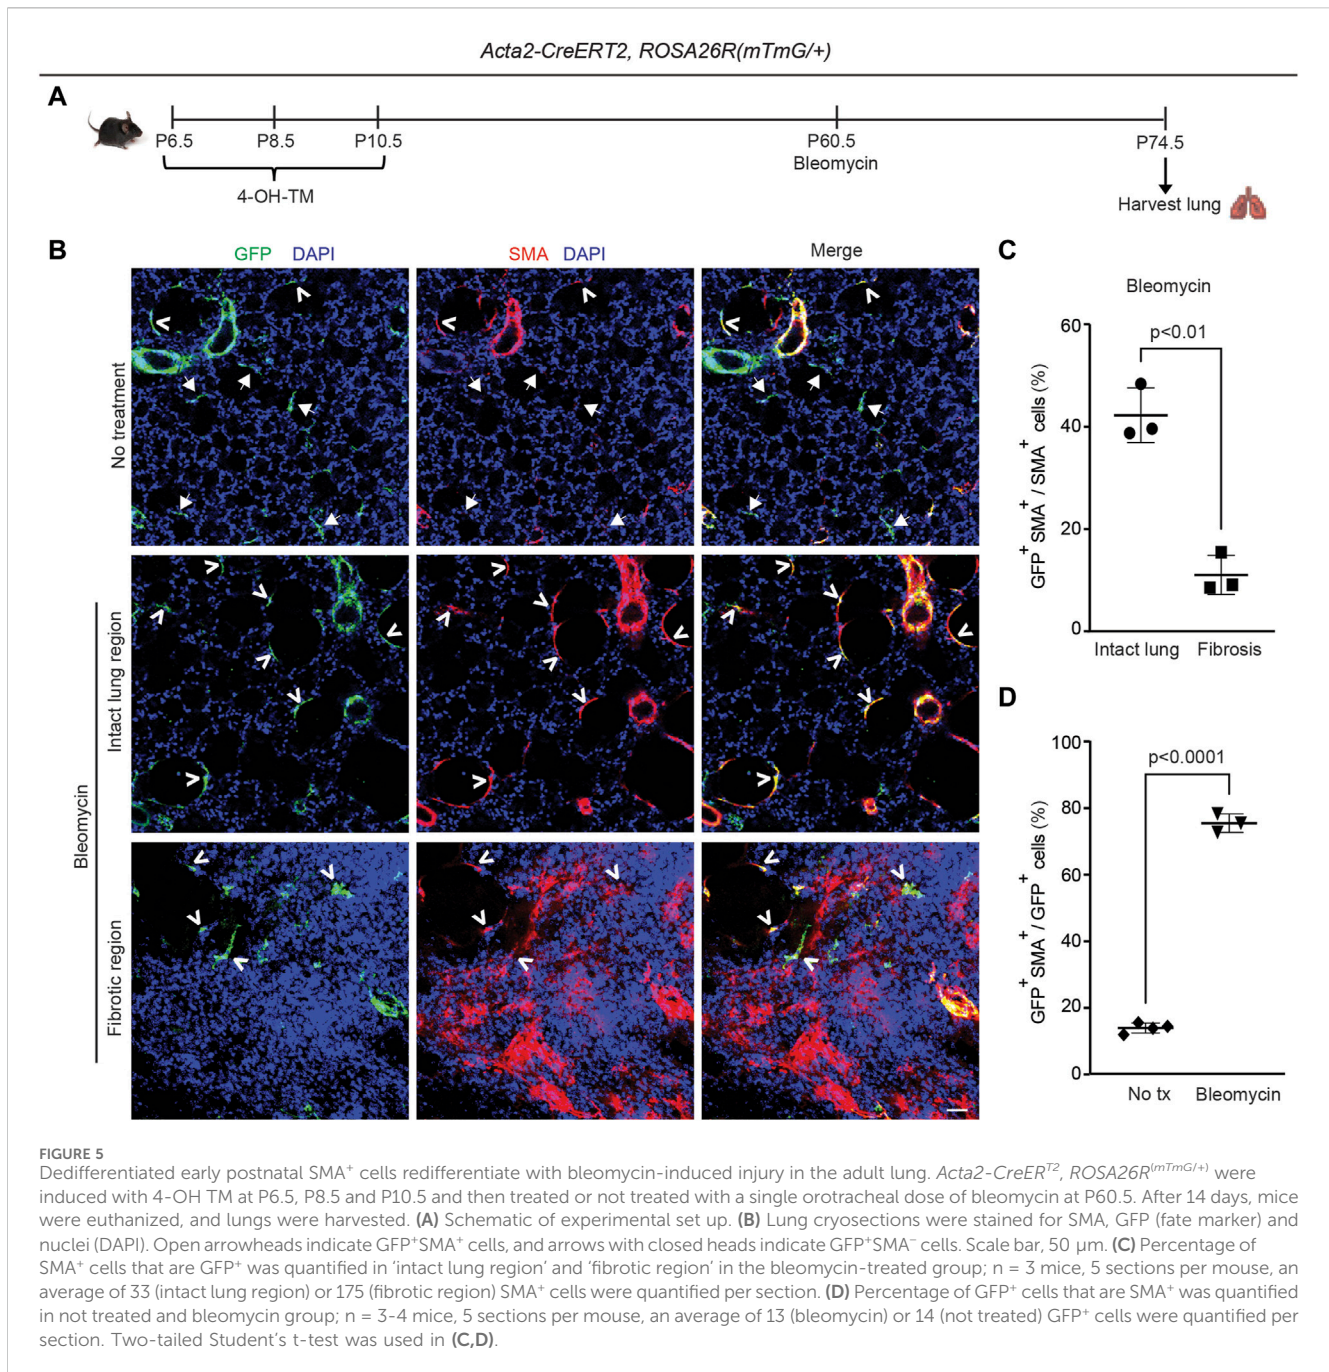 Acta2-CreERT2, ROSA26R(mTmG/+)
A
P6.5
P8.5
P10.5
P60.5
P74.5
4-OH-TM
Bleomycin
Harvest lung
B
GFP DAPI
SMA DAPI
Merge
No treatment
Bleomycin
Intact lung region
Fibrotic region
C
Bleomycin
p<0.01
GFP⁺ SMA⁺ / SMA⁺ cells (%)
60
40
20
0
Intact lung
Fibrosis
D
p<0.0001
GFP⁺ SMA⁺ / GFP⁺ cells (%)
100
80
60
40
20
0
No tx
Bleomycin
FIGURE 5
Dedifferentiated early postnatal SMA⁺ cells redifferentiate with bleomycin-induced injury in the adult lung. Acta2-CreERᵀ², ROSA26R⁽ᵐᵀᵐᴳ/⁺⁾ were
induced with 4-OH TM at P6.5, P8.5 and P10.5 and then treated or not treated with a single orotracheal dose of bleomycin at P60.5. After 14 days, mice
were euthanized, and lungs were harvested. (A) Schematic of experimental set up. (B) Lung cryosections were stained for SMA, GFP (fate marker) and
nuclei (DAPI). Open arrowheads indicate GFP⁺SMA⁺ cells, and arrows with closed heads indicate GFP⁺SMA⁻ cells. Scale bar, 50 μm. (C) Percentage of
SMA⁺ cells that are GFP⁺ was quantified in ‘intact lung region’ and ‘fibrotic region’ in the bleomycin-treated group; n = 3 mice, 5 sections per mouse, an
average of 33 (intact lung region) or 175 (fibrotic region) SMA⁺ cells were quantified per section. (D) Percentage of GFP⁺ cells that are SMA⁺ was quantified
in not treated and bleomycin group; n = 3-4 mice, 5 sections per mouse, an average of 13 (bleomycin) or 14 (not treated) GFP⁺ cells were quantified per
section. Two-tailed Student’s t-test was used in (C,D).